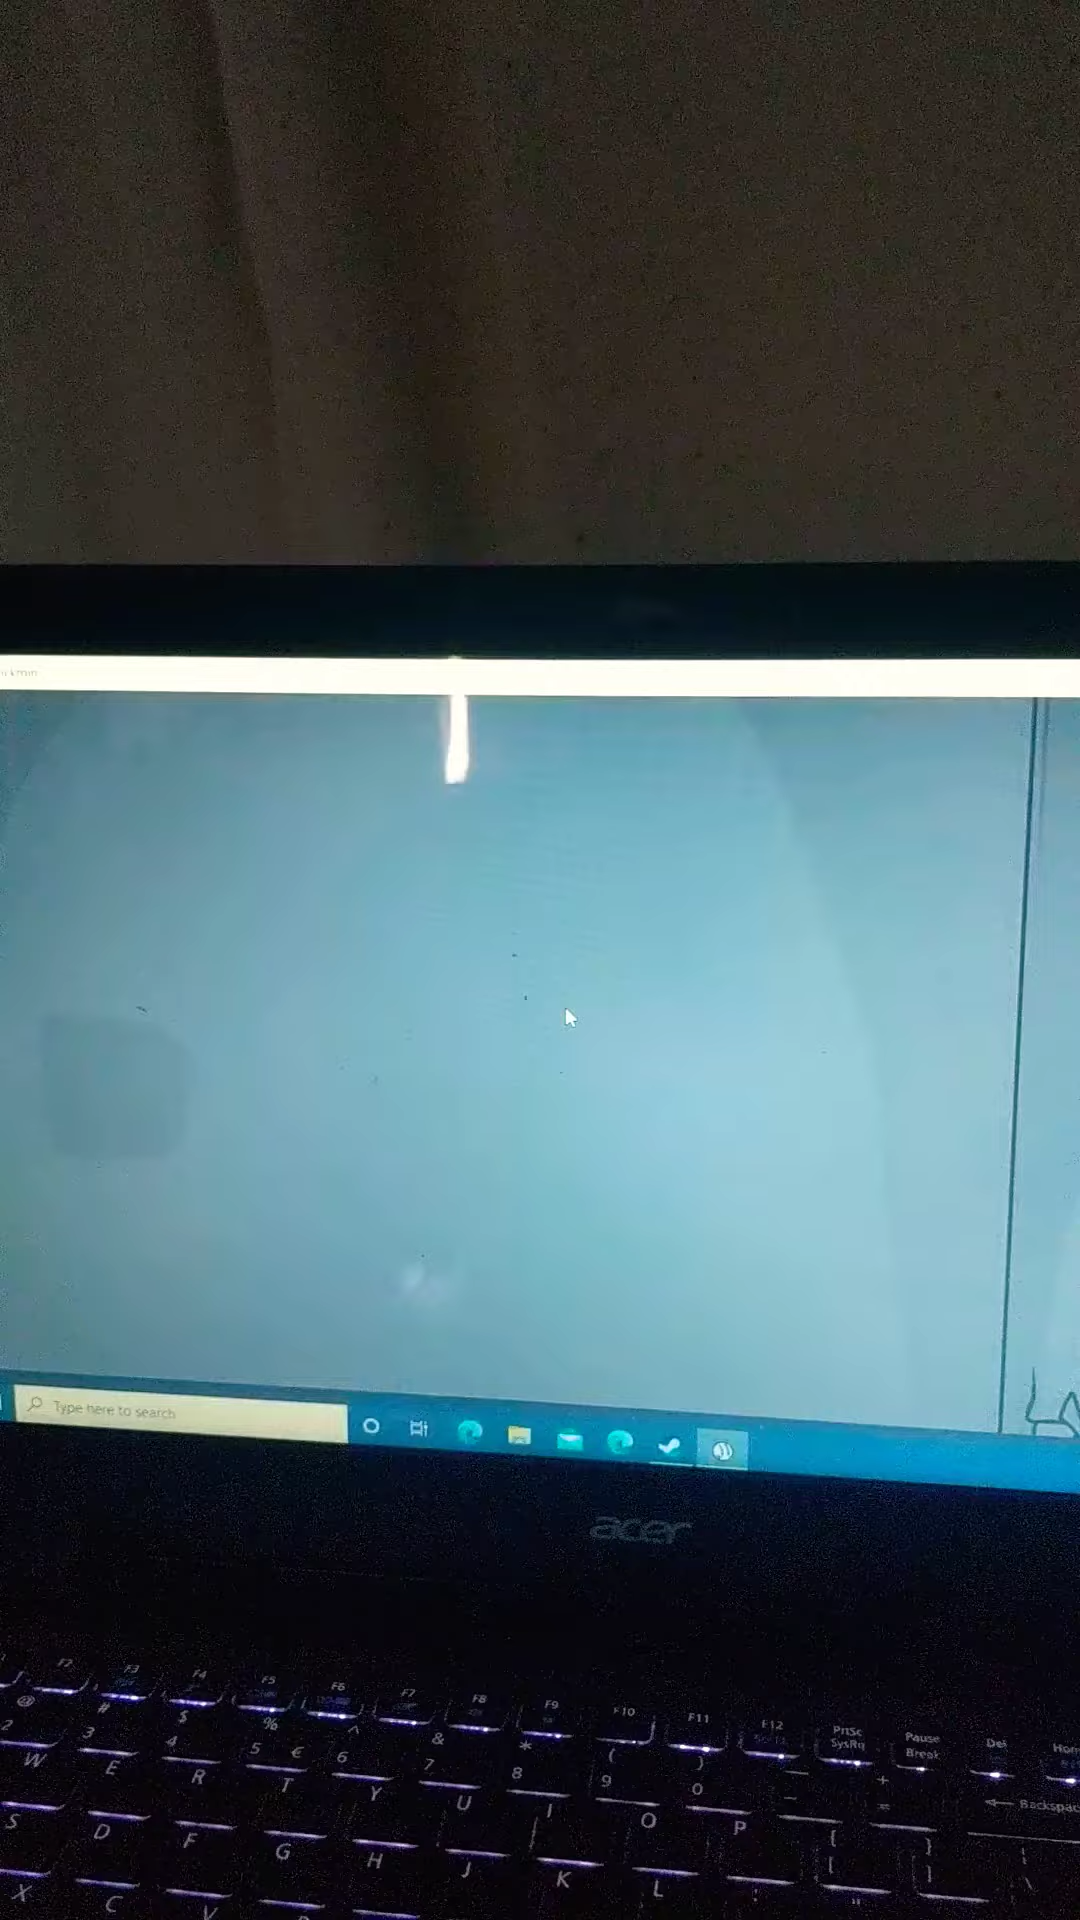 Type here to search
acer
F2 F3 F4 F5 F6 F7 F8 F9 F10 F11 F12 PrtSc SysRq Pause Break Del
@ # $ % ^ & * ( )
2 3 4 5 € 6 7 8 9 0 - + = Backspac
W E R T Y U I O P { [ } ]
S D F G H J K L : "
X C V